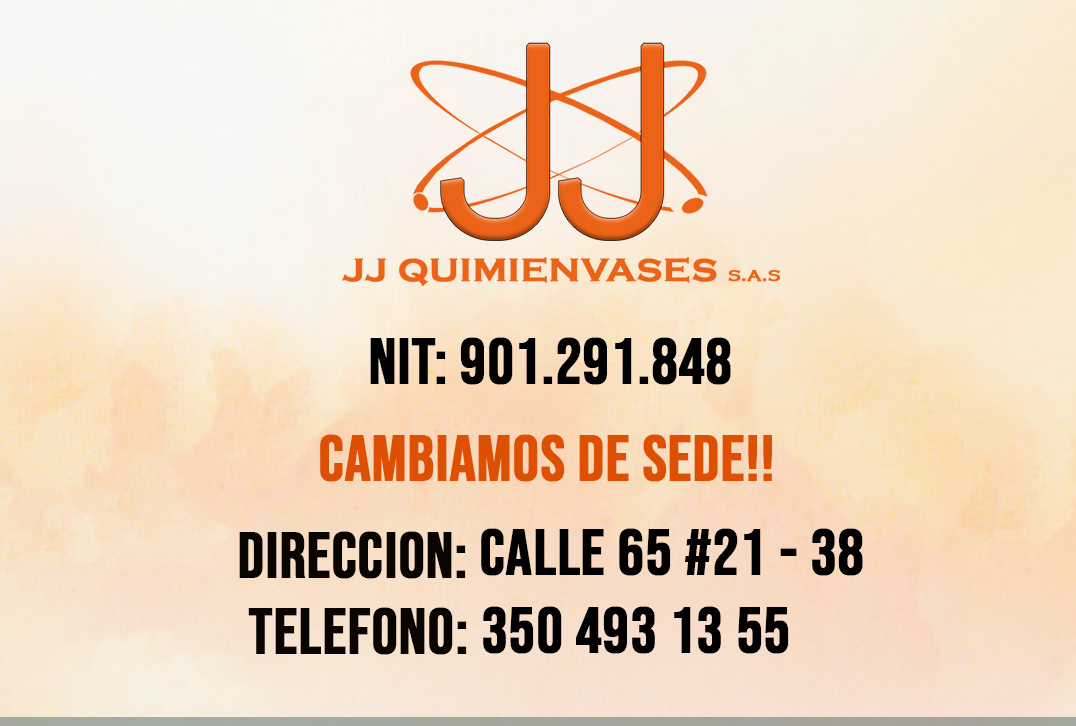 JJ
JJ QUIMIENVASES S.A.S
NIT: 901.291.848
CAMBIAMOS DE SEDE!!
DIRECCION: CALLE 65 #21 - 38
TELEFONO: 350 493 13 55